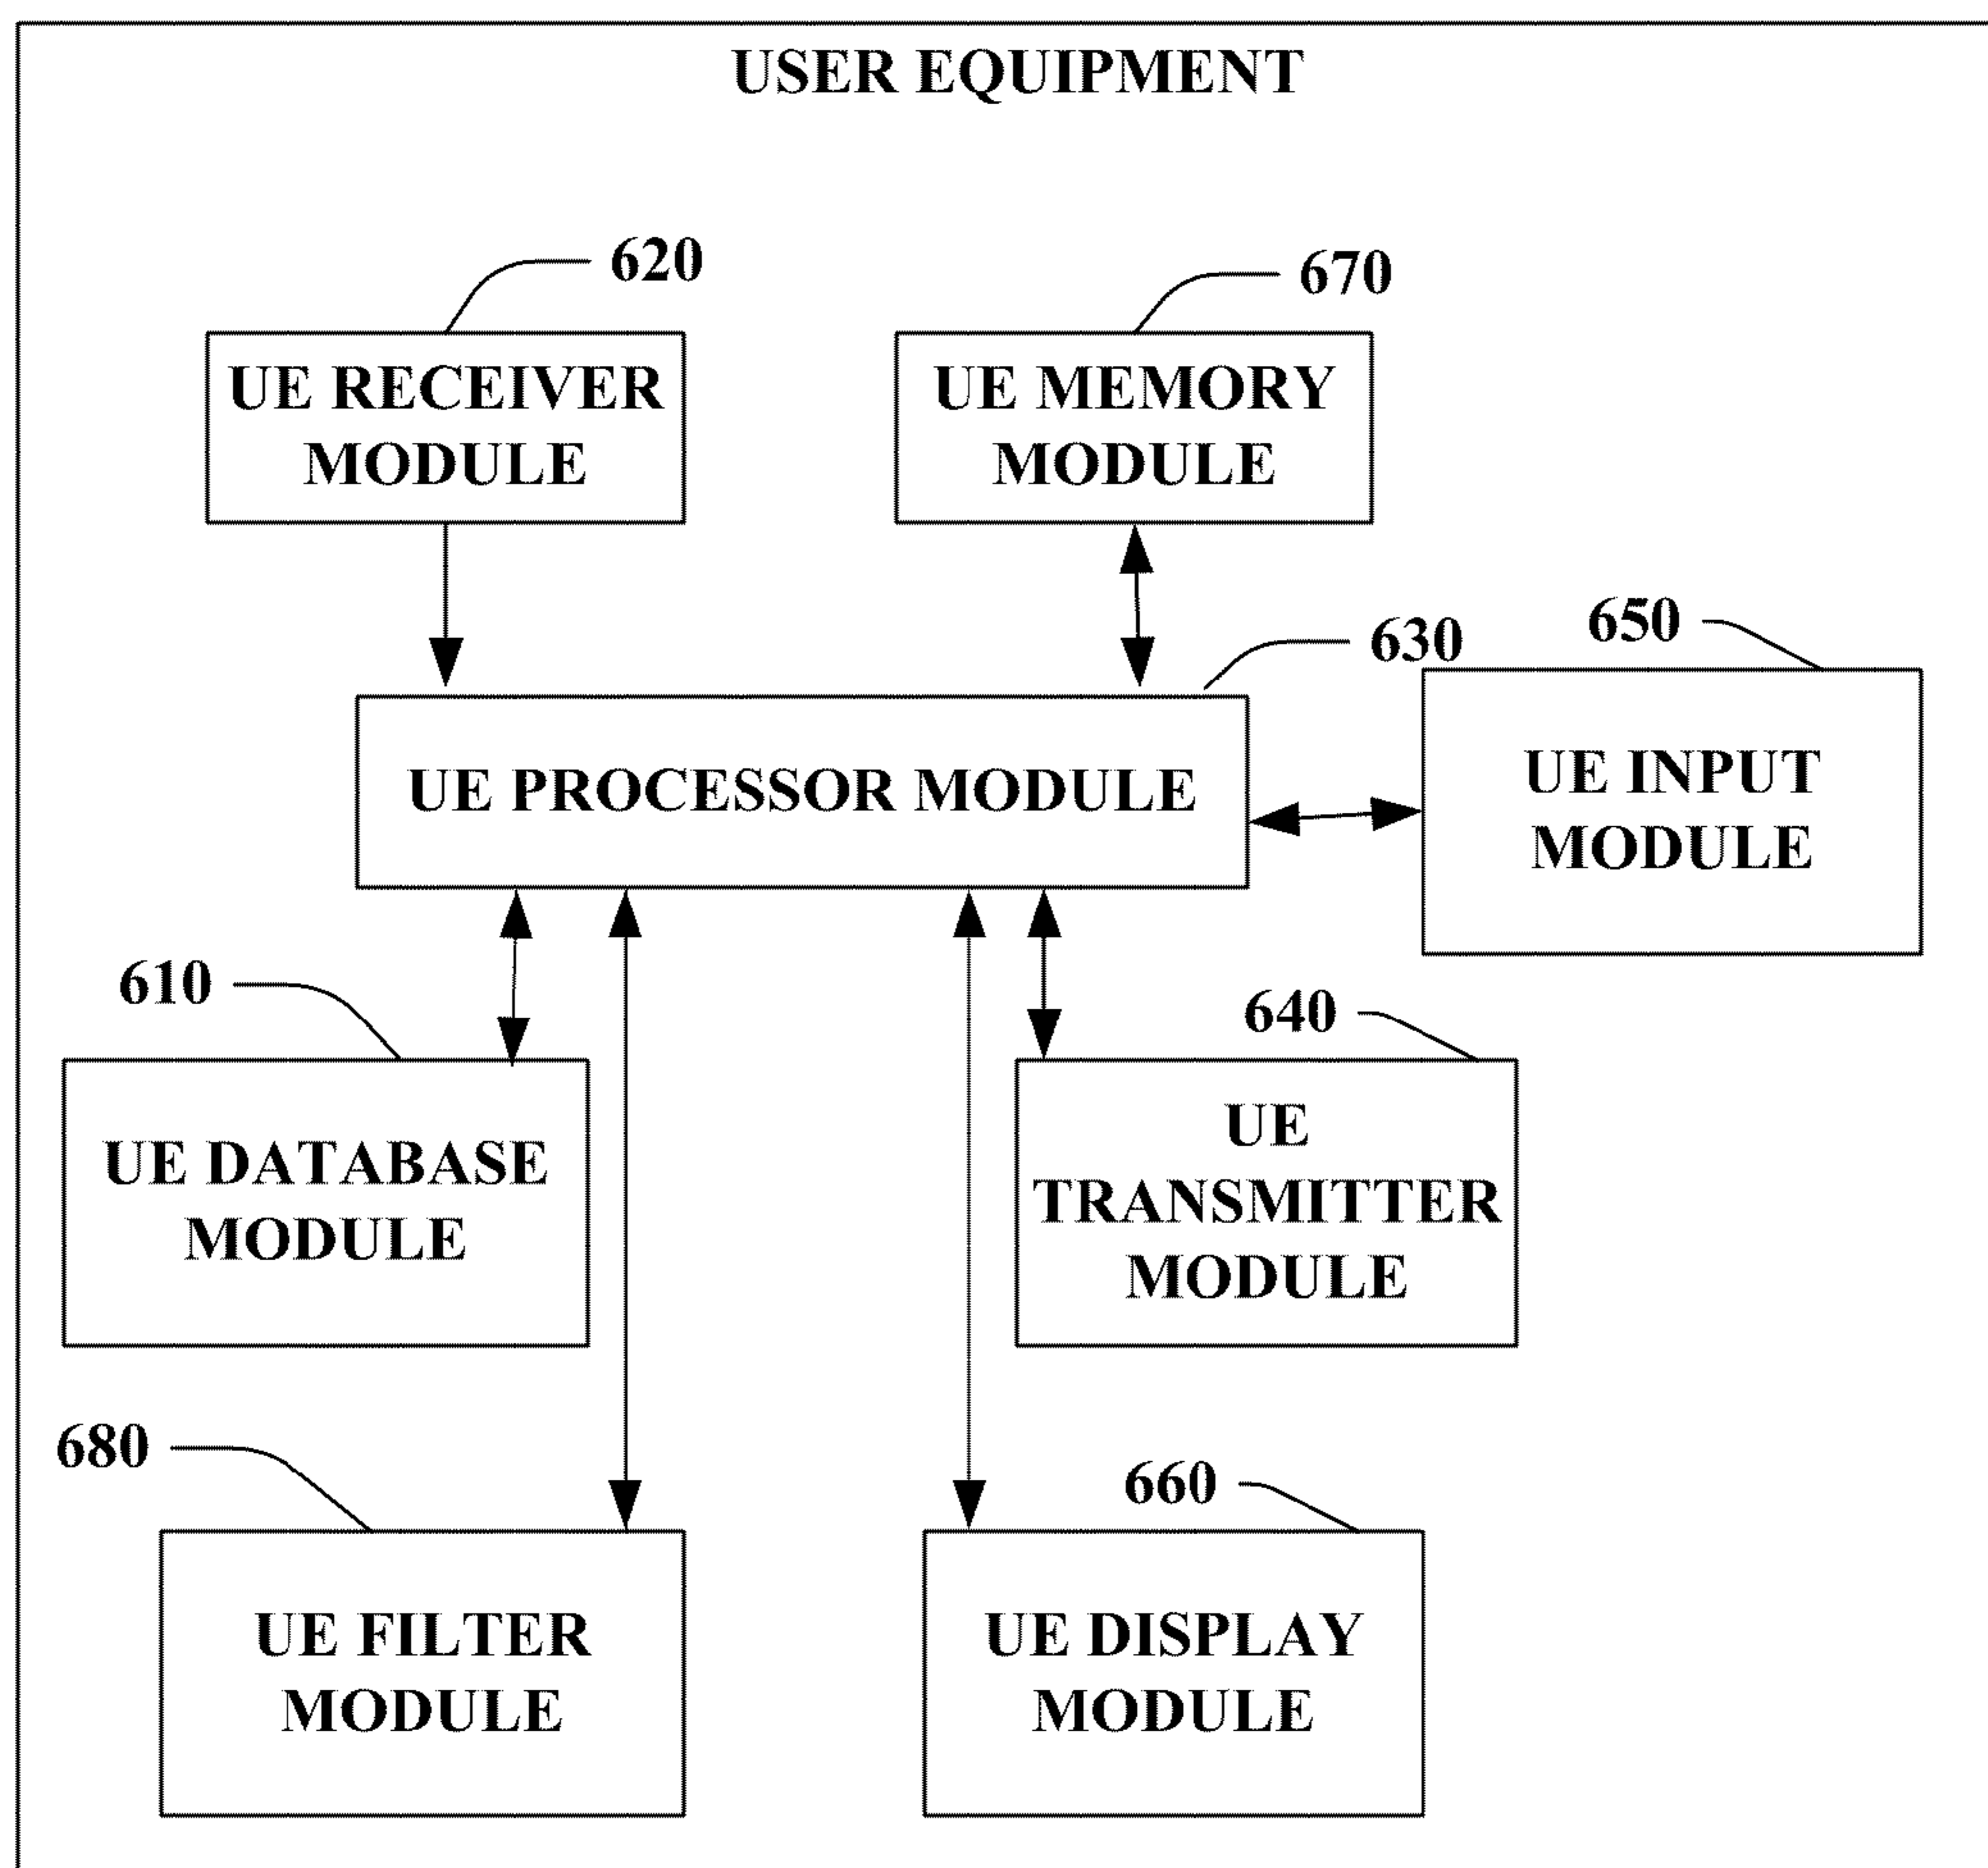 USER EQUIPMENT
620
670
UE RECEIVER
MODULE
UE MEMORY
MODULE
630
650
UE PROCESSOR MODULE
UE INPUT
MODULE
610
640
UE DATABASE
MODULE
UE
TRANSMITTER
MODULE
680
660
UE FILTER
MODULE
UE DISPLAY
MODULE